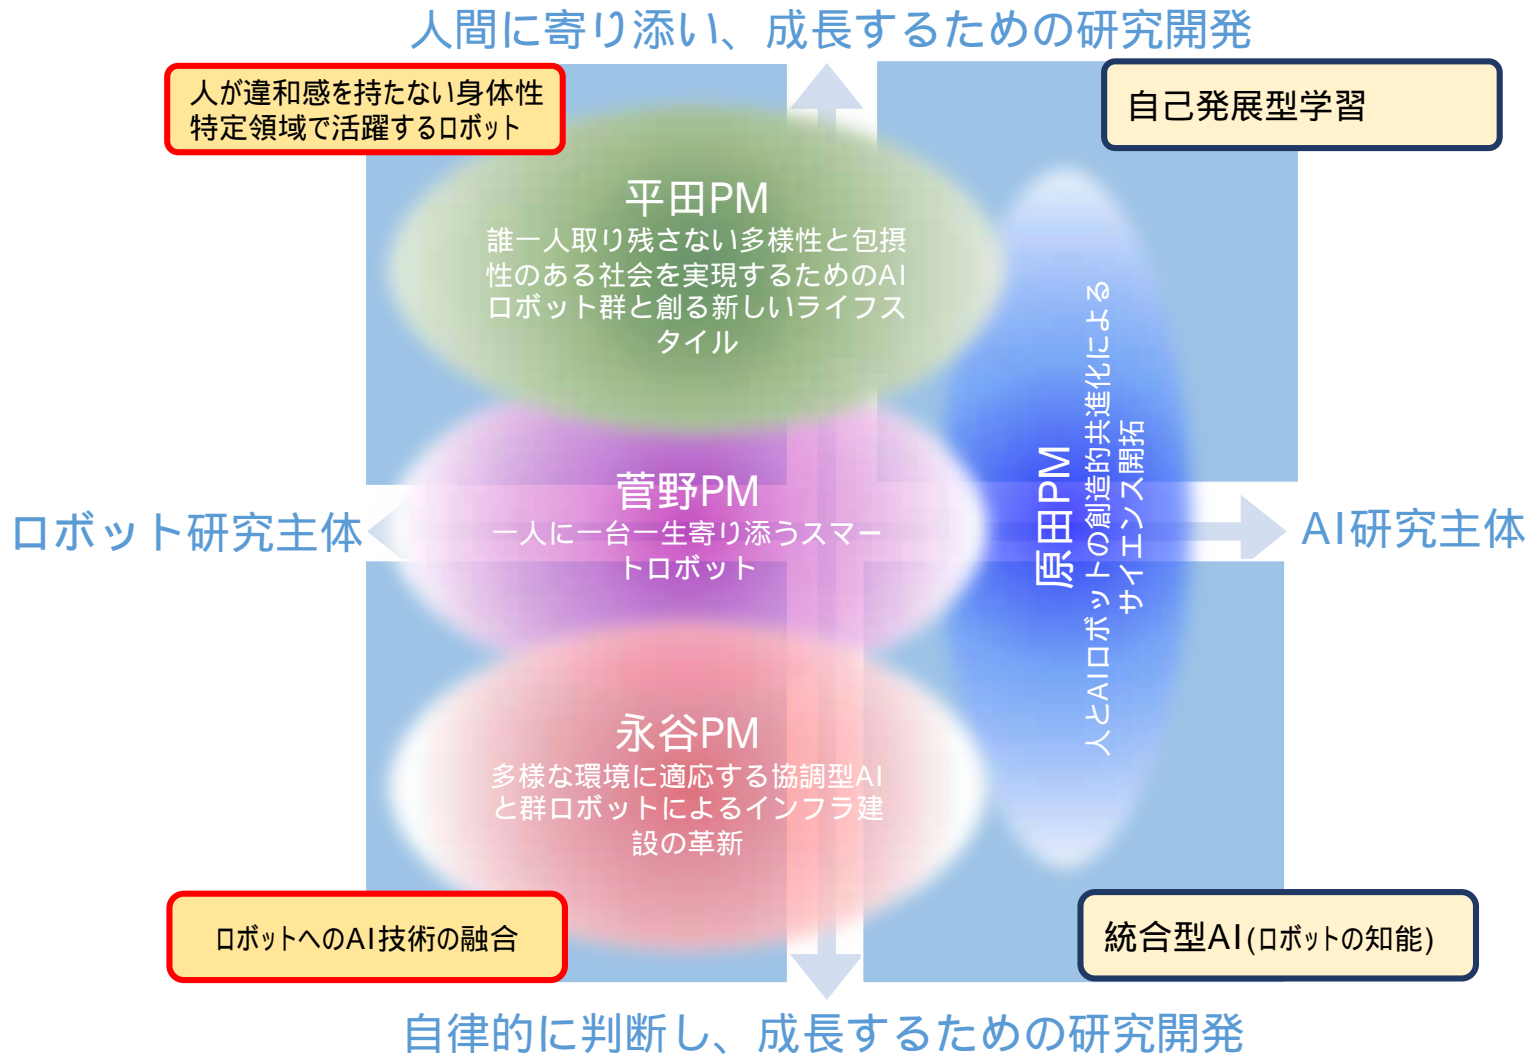 人間に寄り添い、成長するための研究開発
人が違和感を持たない身体性
特定領域で活躍するロボット
自己発展型学習
平田PM
誰一人取り残さない多様性と包摂
性のある社会を実現するためのAI
ロボット群と創る新しいライフス
タイル
菅野PM
一人に一台一生寄り添うスマー
トロボット
原田PM
人とAIロボットの創造的共進化による
サイエンス開拓
ロボット研究主体
AI研究主体
永谷PM
多様な環境に適応する協調型AI
と群ロボットによるインフラ建
設の革新
ロボットへのAI技術の融合
統合型AI(ロボットの知能)
自律的に判断し、成長するための研究開発